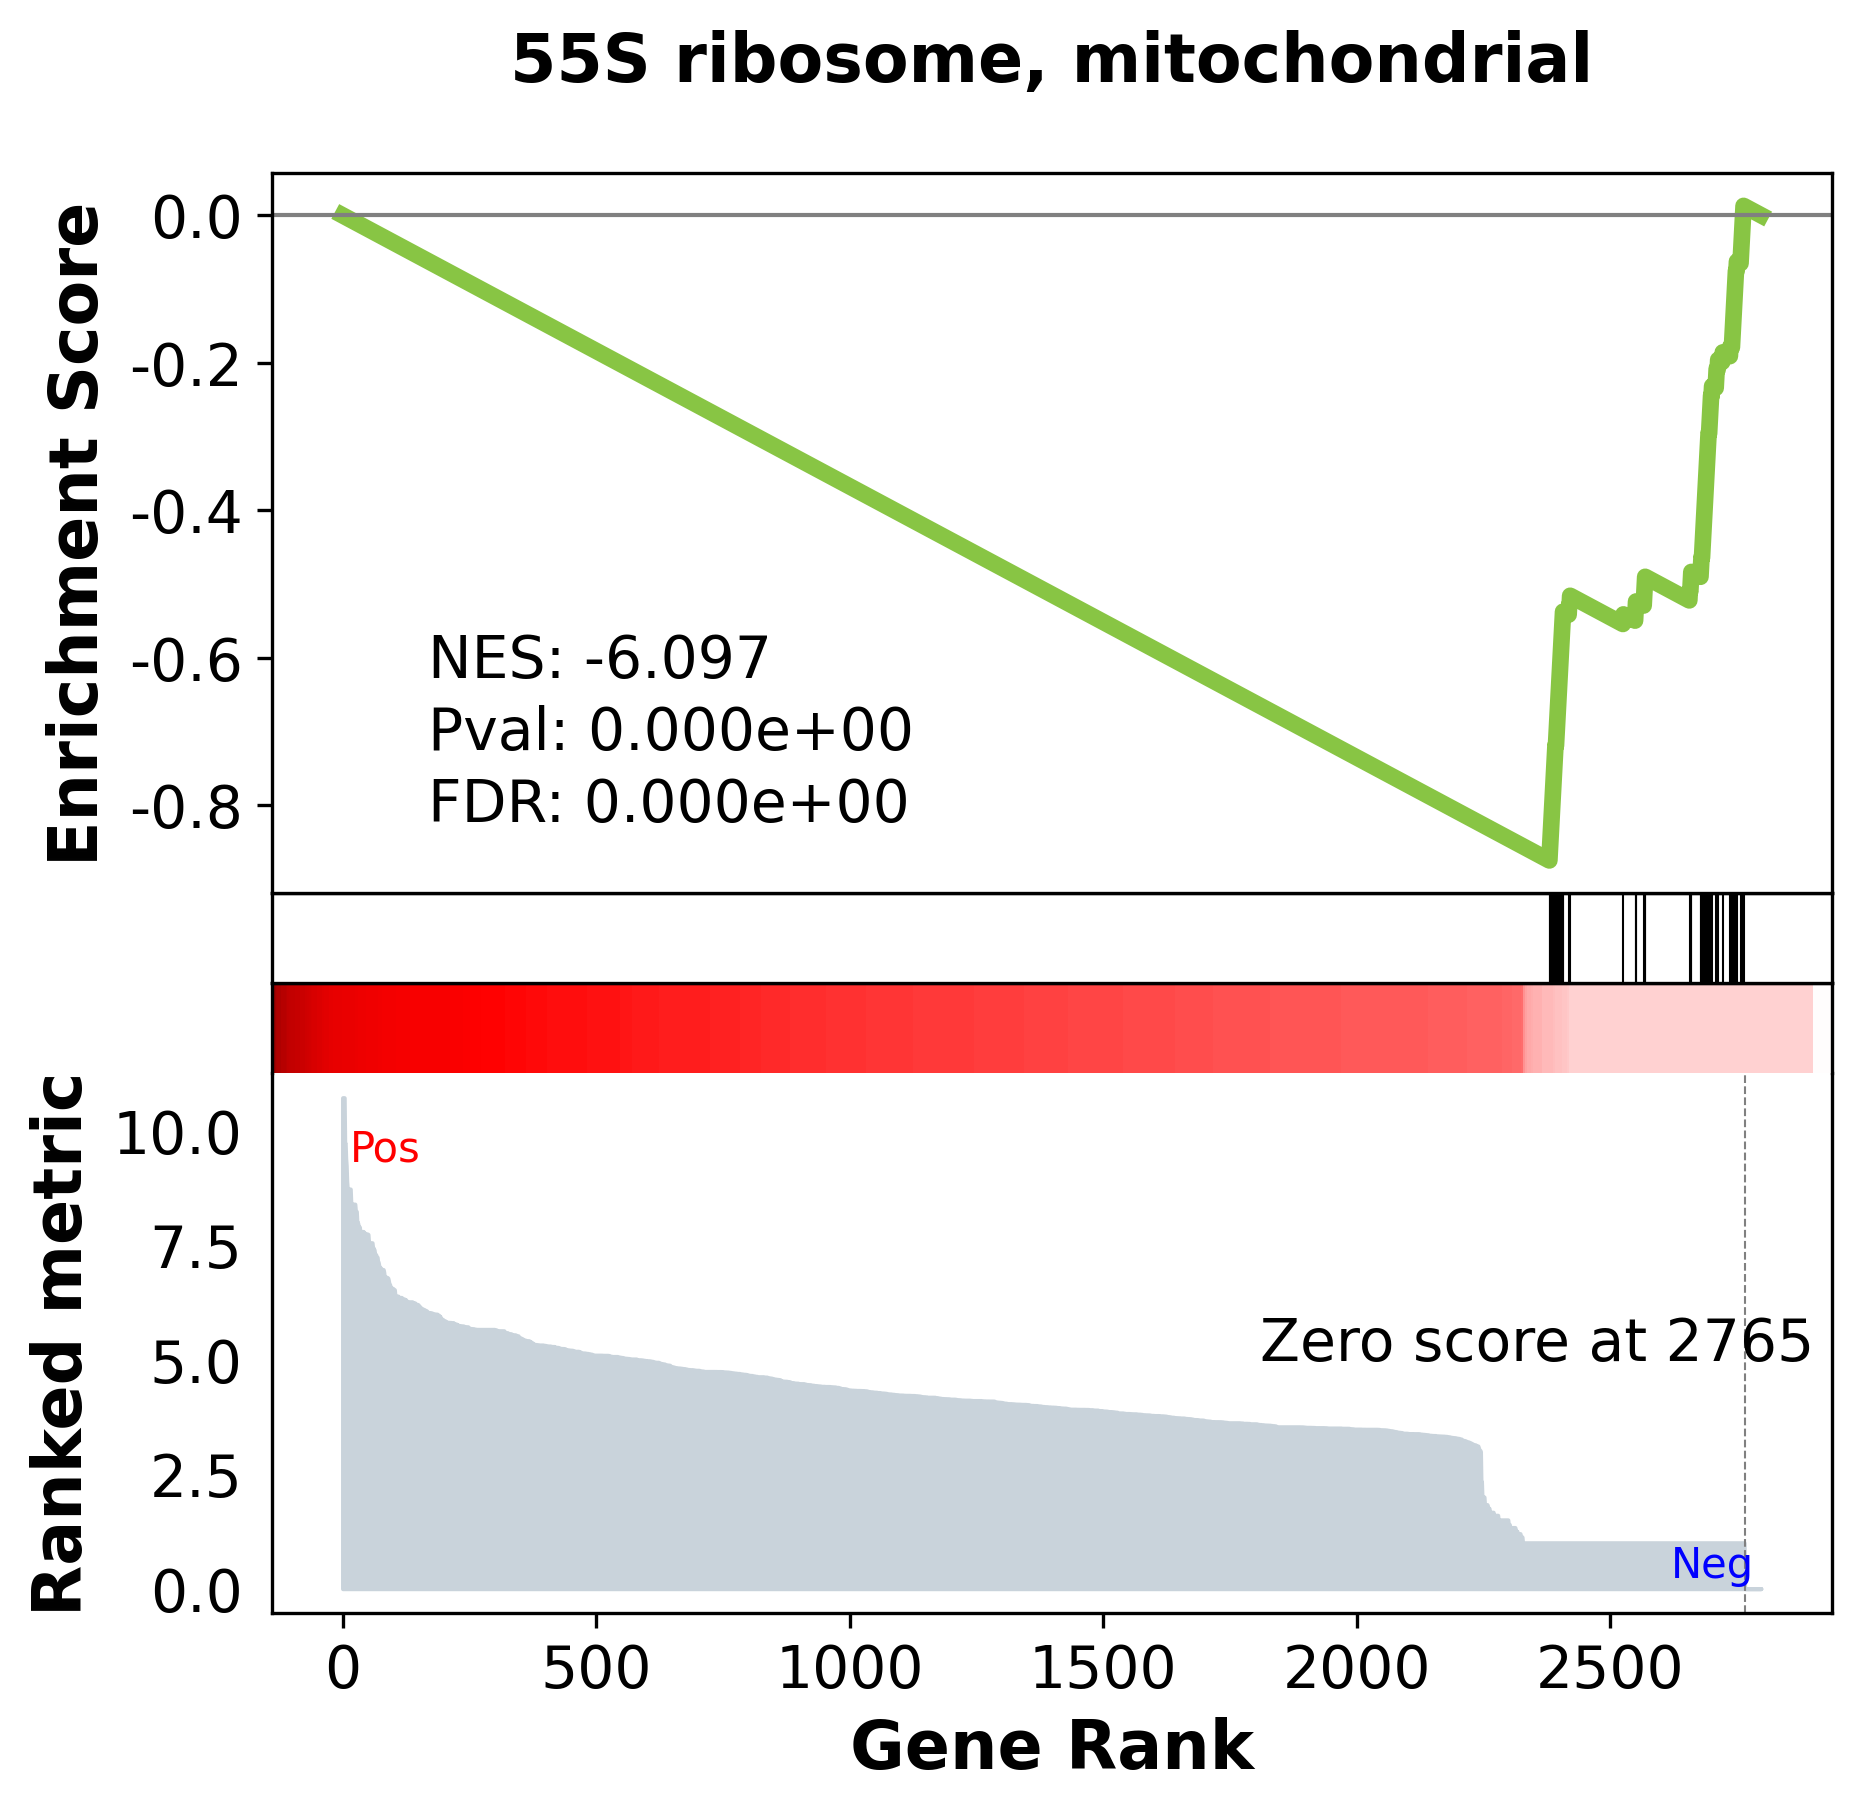 55S ribosome, mitochondrial
Enrichment Score
0.0
-0.2
-0.4
-0.6
-0.8
NES: -6.097
Pval: 0.000e+00
FDR: 0.000e+00
Ranked metric
10.0
7.5
5.0
2.5
0.0
Pos
Zero score at 2765
Neg
0 500 1000 1500 2000 2500
Gene Rank